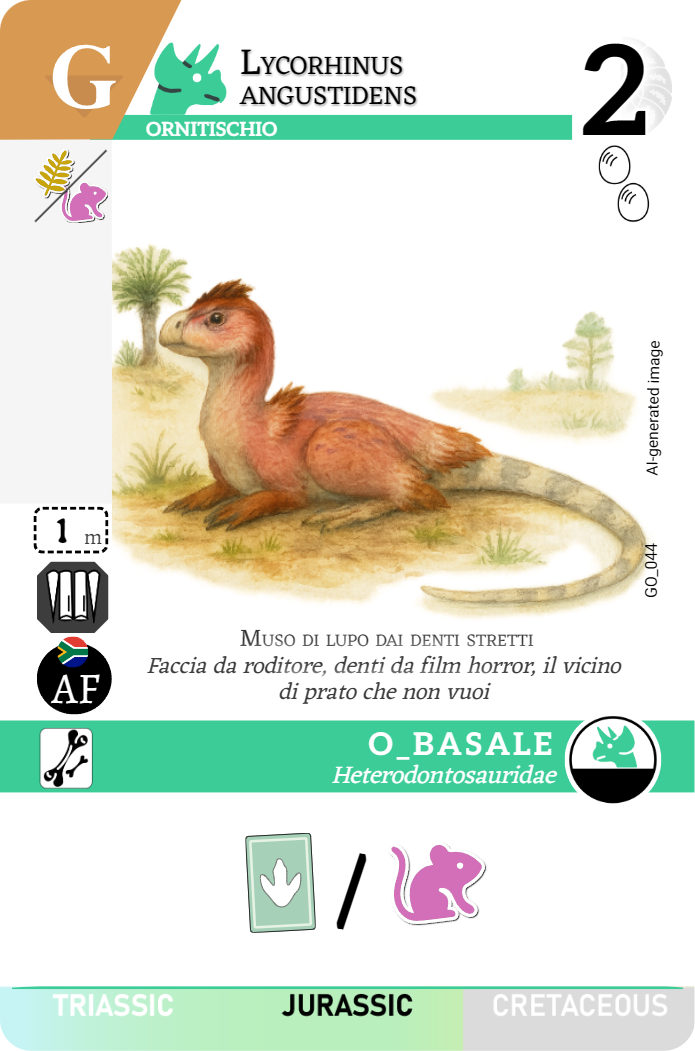 G
LYCORHINUS
ANGUSTIDENS
2
ORNITISCHIO
AI-generated image
1 m
GO_044
AF
MUSO DI LUPO DAI DENTI STRETTI
Faccia da roditore, denti da film horror, il vicino
di prato che non vuoi
O_BASALE
Heterodontosauridae
/
TRIASSIC JURASSIC CRETACEOUS